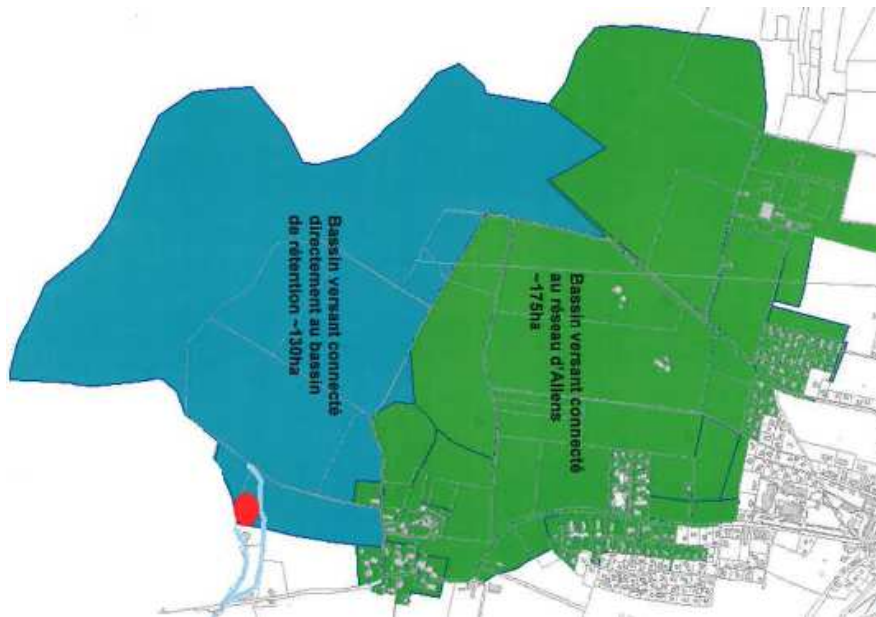 Bassin versant connecté
directement au bassin
de rétention ~130ha
Bassin versant connecté
au réseau d'Allens
~175ha